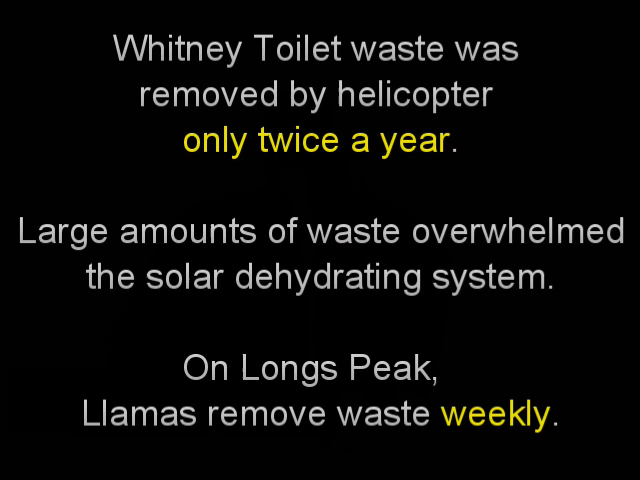 Whitney Toilet waste was
removed by helicopter
only twice a year.
Large amounts of waste overwhelmed
the solar dehydrating system.
On Longs Peak,
Llamas remove waste weekly.